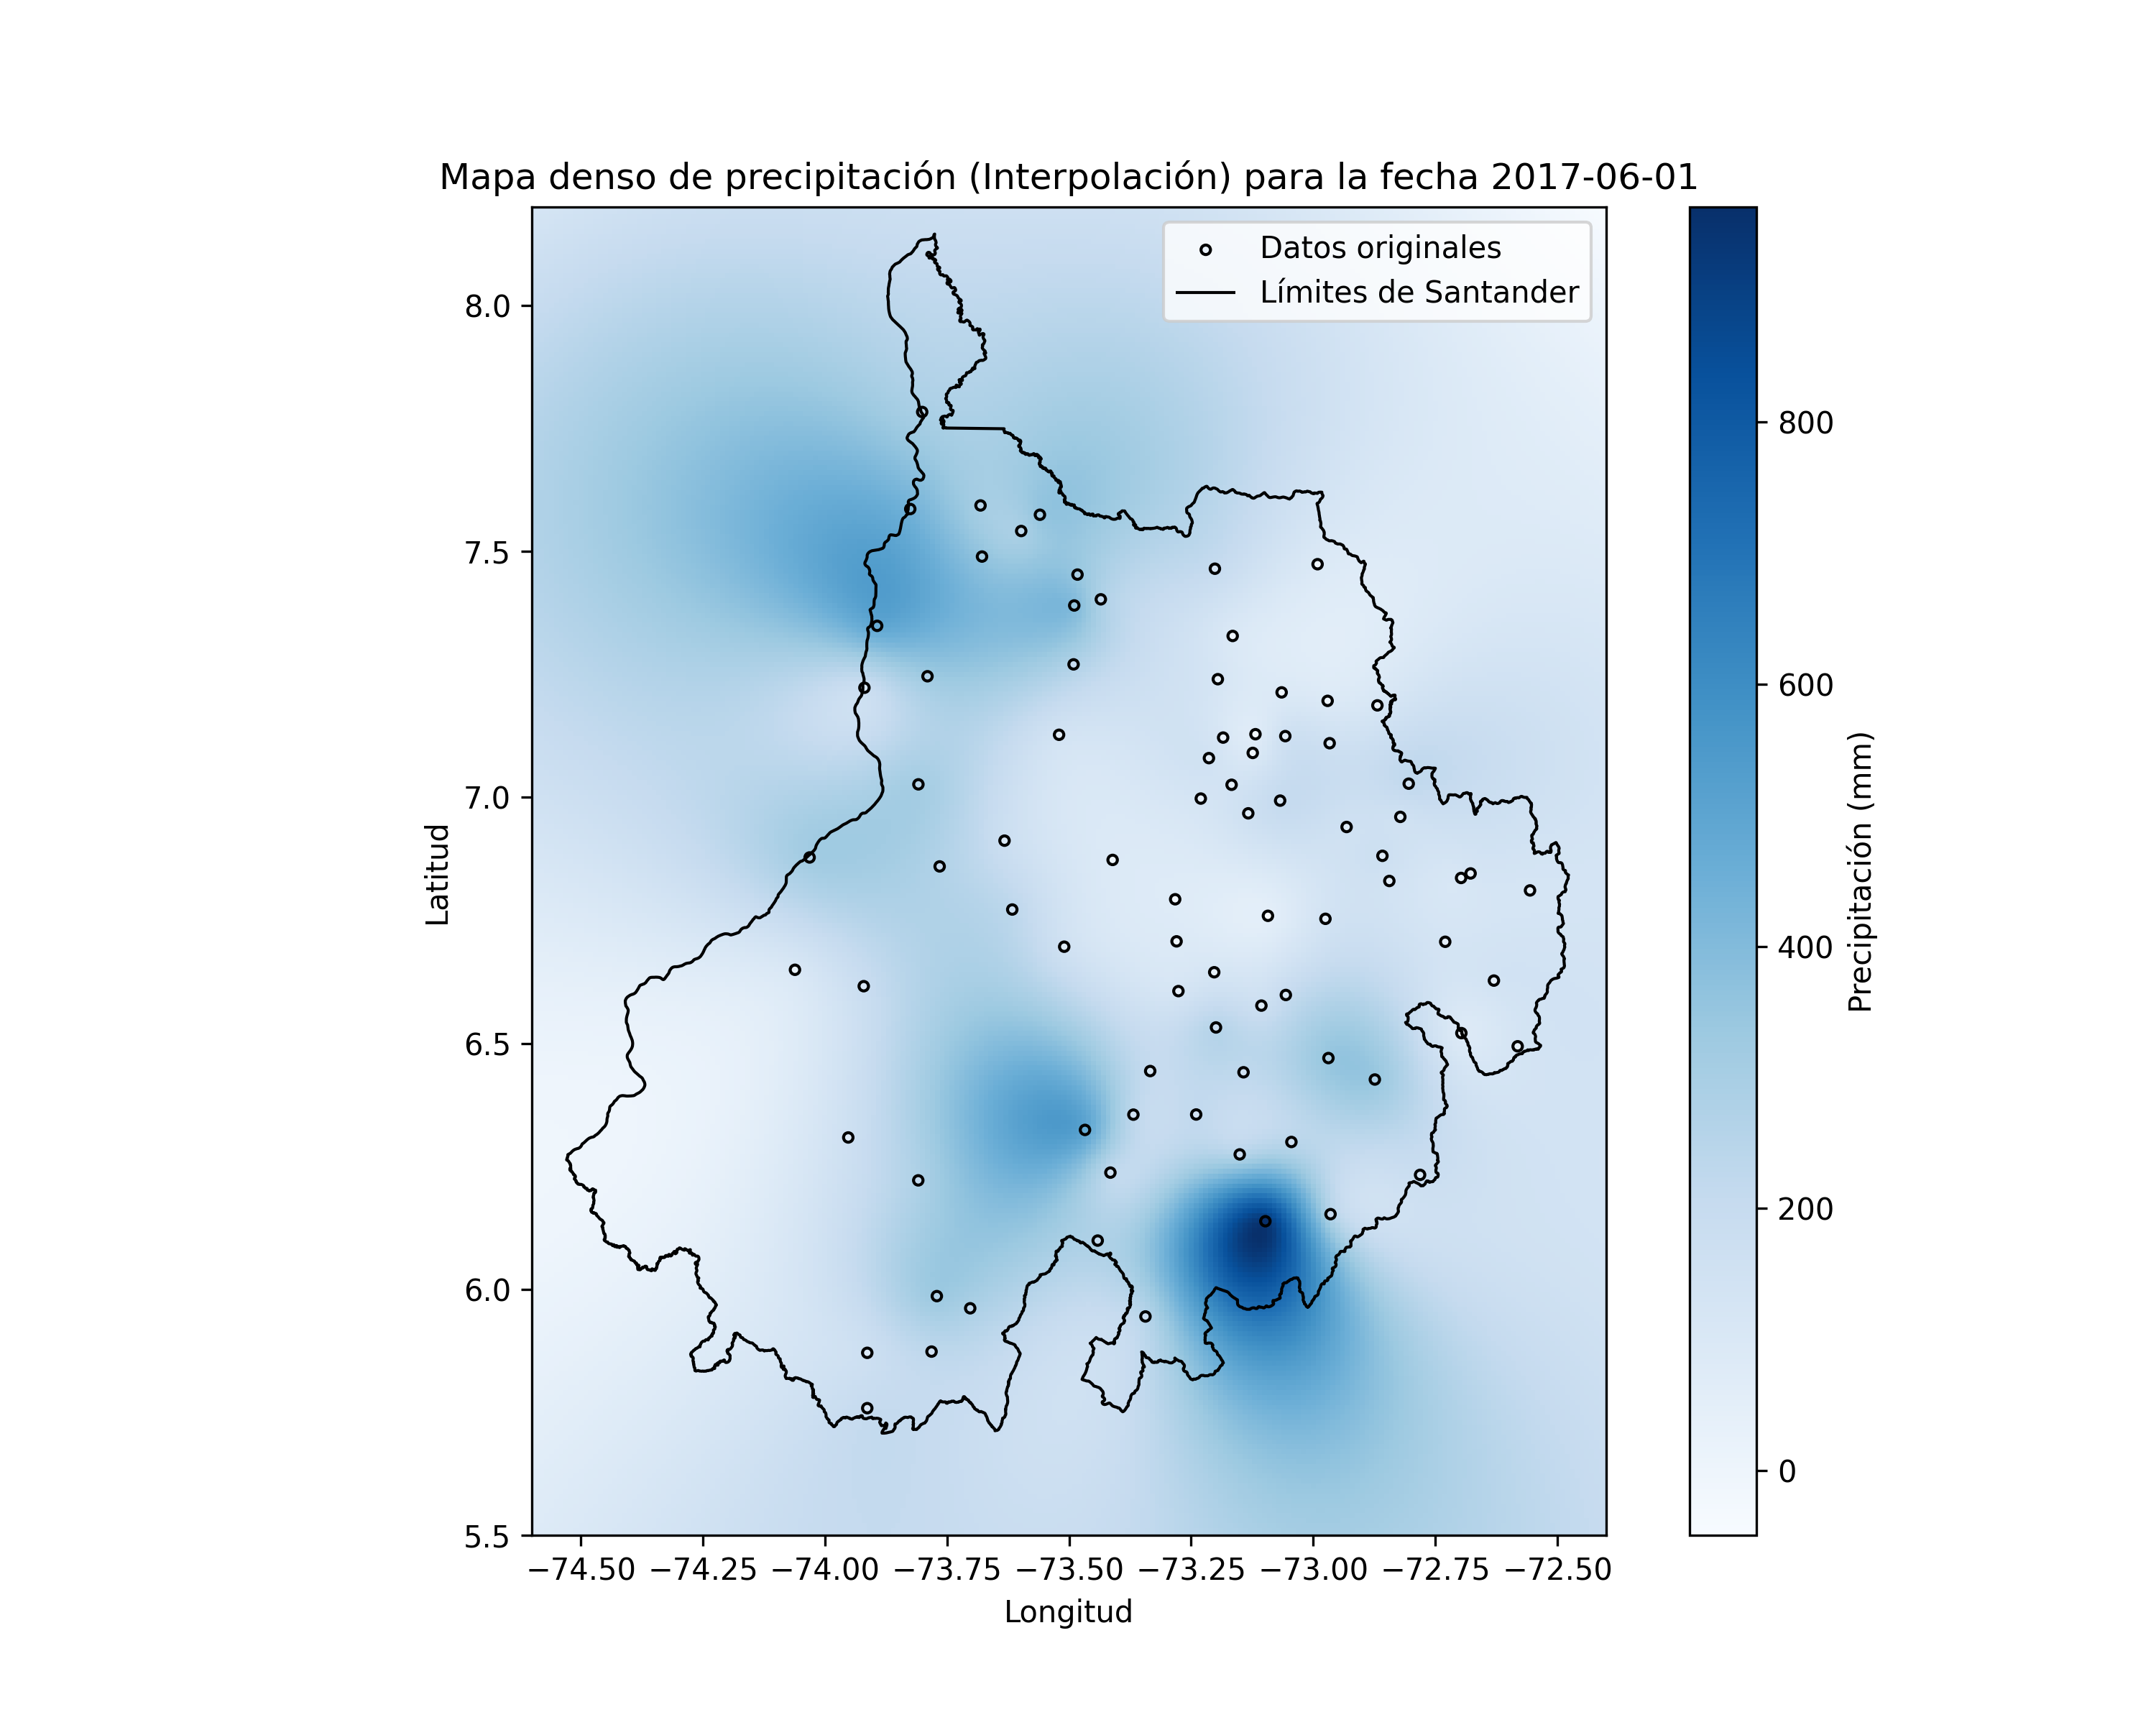 Mapa denso de precipitación (Interpolación) para la fecha 2017-06-01
Datos originales
Límites de Santander
8.0
7.5
7.0
6.5
6.0
5.5
Latitud
−74.50 −74.25 −74.00 −73.75 −73.50 −73.25 −73.00 −72.75 −72.50
Longitud
800
600
400
200
0
Precipitación (mm)